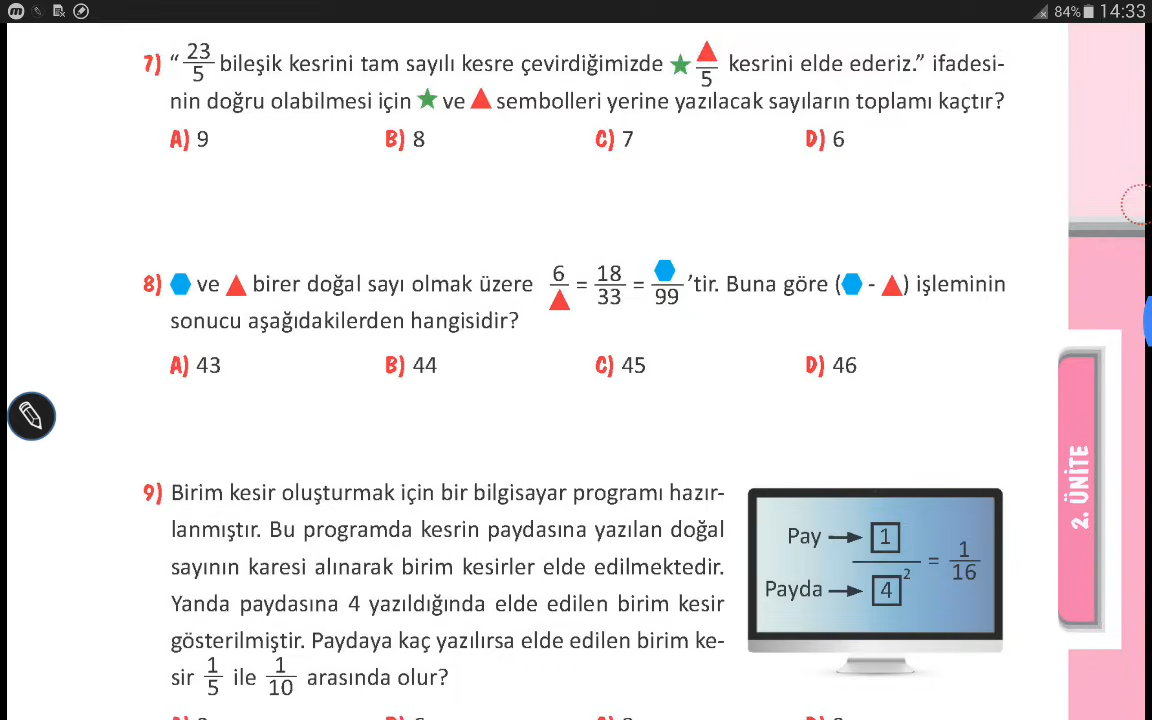 84% 14:33
7) “ 23/5 bileşik kesrini tam sayılı kesre çevirdiğimizde ★ ▲/5 kesrini elde ederiz.” ifadesi-
nin doğru olabilmesi için ★ ve ▲ sembolleri yerine yazılacak sayıların toplamı kaçtır?
A) 9 B) 8 C) 7 D) 6
8) ⬢ ve ▲ birer doğal sayı olmak üzere 6/▲ = 18/33 = ⬢/99 ’tir. Buna göre (⬢ - ▲) işleminin
sonucu aşağıdakilerden hangisidir?
A) 43 B) 44 C) 45 D) 46
9) Birim kesir oluşturmak için bir bilgisayar programı hazır-
lanmıştır. Bu programda kesrin paydasına yazılan doğal
sayının karesi alınarak birim kesirler elde edilmektedir.
Yanda paydasına 4 yazıldığında elde edilen birim kesir
gösterilmiştir. Paydaya kaç yazılırsa elde edilen birim ke-
sir 1/5 ile 1/10 arasında olur?
Pay → 1
Payda → 4² = 1/16
2. ÜNİTE